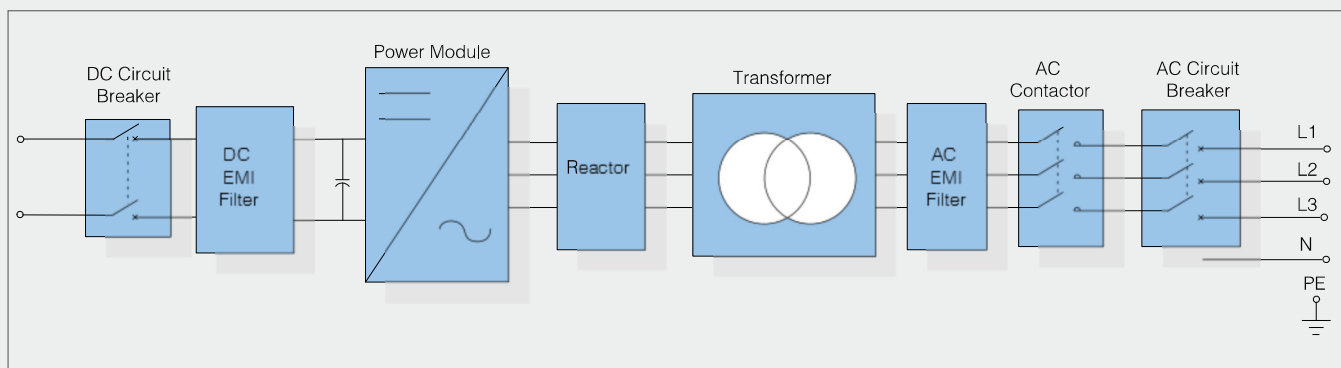 DC Circuit
Breaker
DC
EMI
Filter
Power Module
Reactor
Transformer
AC
EMI
Filter
AC
Contactor
AC Circuit
Breaker
L1
L2
L3
N
PE